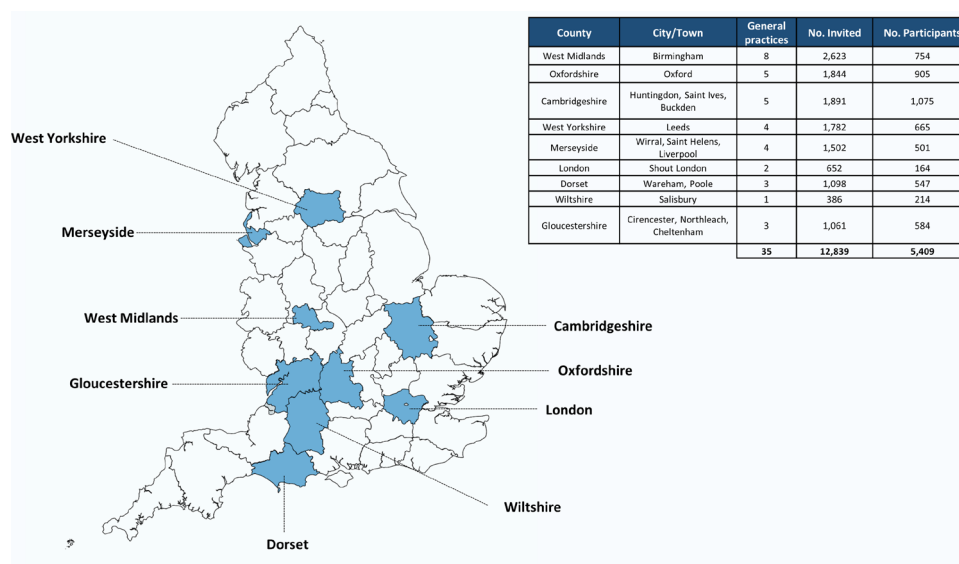 County City/Town General practices No. Invited No. Participants
West Midlands Birmingham 8 2,623 754
Oxfordshire Oxford 5 1,844 905
Cambridgeshire Huntingdon, Saint Ives, Buckden 5 1,891 1,075
West Yorkshire Leeds 4 1,782 665
Merseyside Wirral, Saint Helens, Liverpool 4 1,502 501
London Shout London 2 652 164
Dorset Wareham, Poole 3 1,098 547
Wiltshire Salisbury 1 386 214
Gloucestershire Cirencester, Northleach, Cheltenham 3 1,061 584
35 12,839 5,409
West Yorkshire
Merseyside
West Midlands
Cambridgeshire
Oxfordshire
Gloucestershire
London
Wiltshire
Dorset